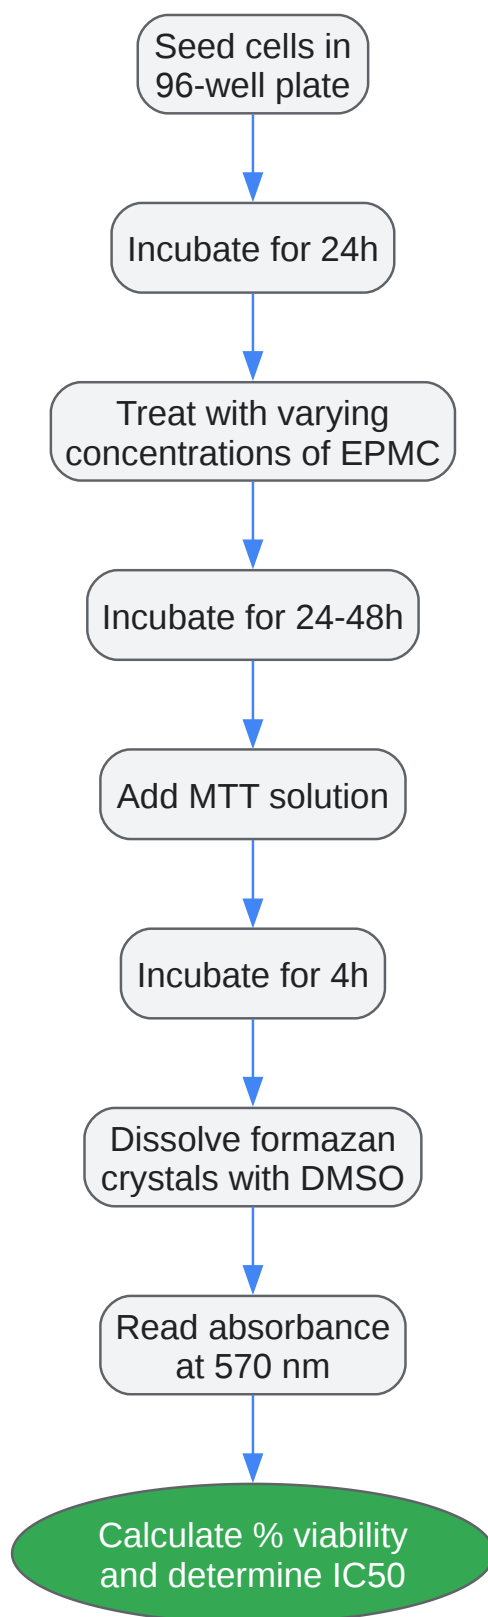 Seed cells in
96-well plate
Incubate for 24h
Treat with varying
concentrations of EPMC
Incubate for 24-48h
Add MTT solution
Incubate for 4h
Dissolve formazan
crystals with DMSO
Read absorbance
at 570 nm
Calculate % viability
and determine IC50